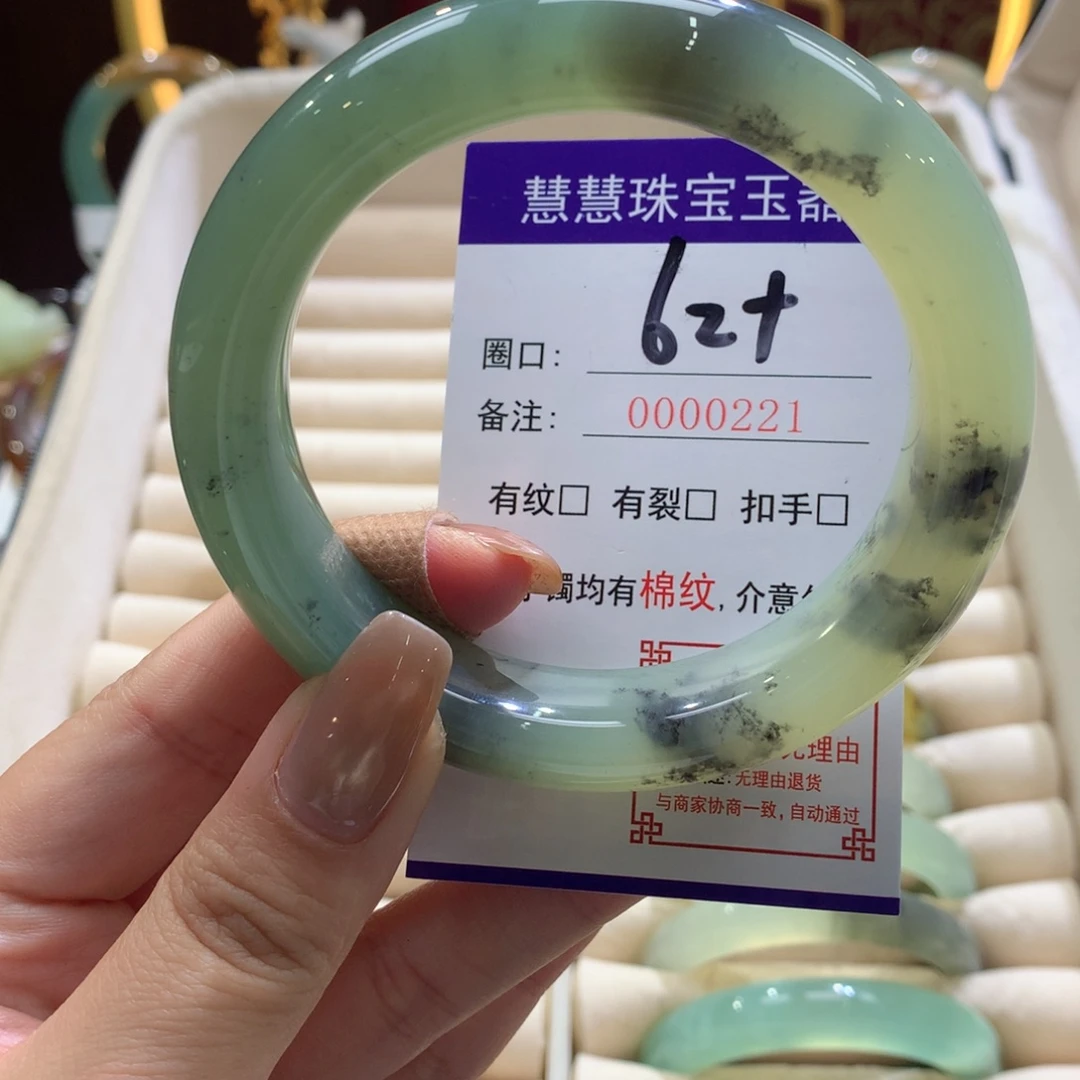 慧慧珠宝玉器
圈口: 62+
备注: 0000221
有纹□ 有裂□ 扣手□
镯均有棉纹, 介意
理由
无理由退货
与商家协商一致, 自动通过